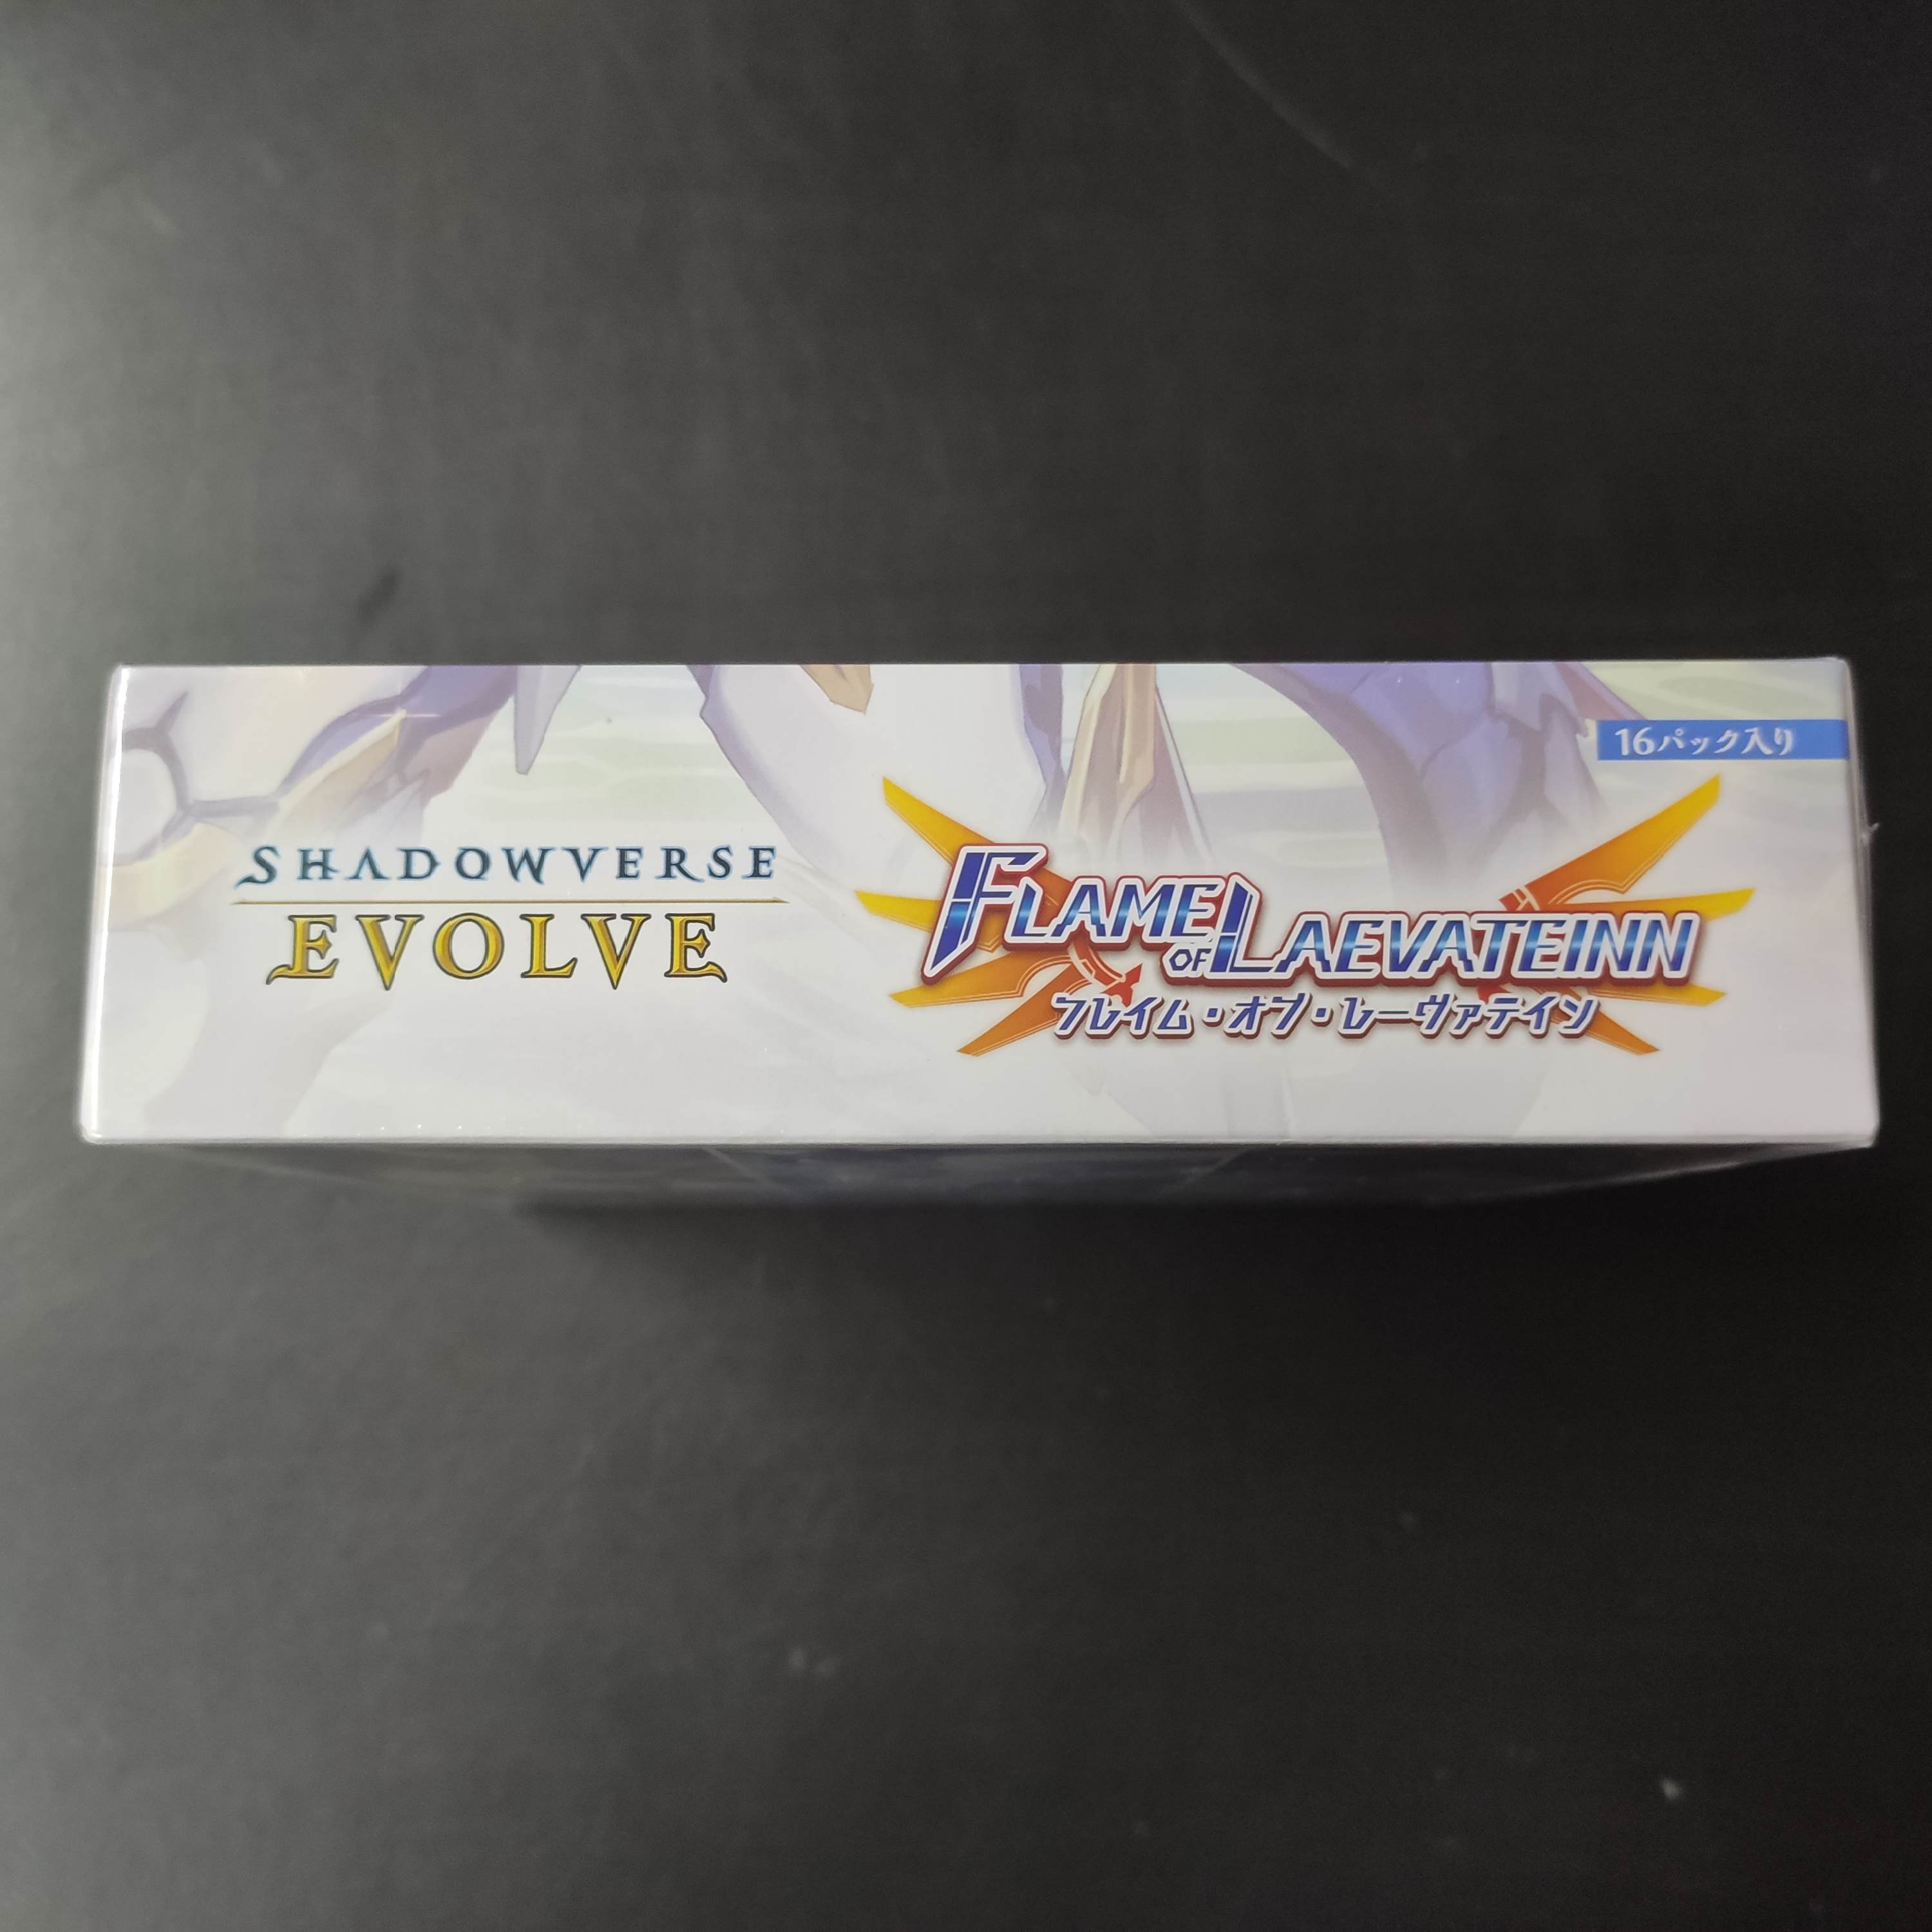 16パック入り
SHADOWVERSE
EVOLVE
FLAME OF LAEVATEINN
フレイム・オブ・レーヴァテイン